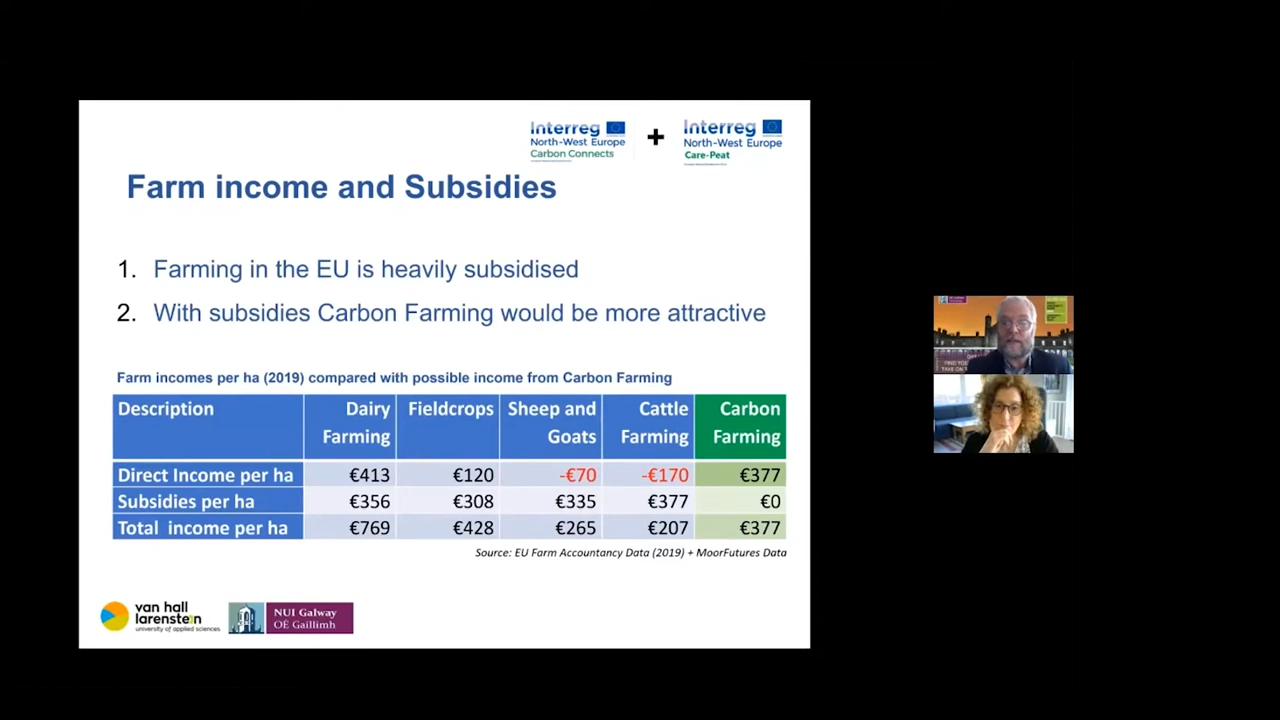 Interreg
North-West Europe
Carbon Connects
+
Interreg
North-West Europe
Care-Peat
Farm income and Subsidies
1. Farming in the EU is heavily subsidised
2. With subsidies Carbon Farming would be more attractive
Farm incomes per ha (2019) compared with possible income from Carbon Farming
Description Dairy Farming Fieldcrops Sheep and Goats Cattle Farming Carbon Farming
Direct Income per ha €413 €120 -€70 -€170 €377
Subsidies per ha €356 €308 €335 €377 €0
Total income per ha €769 €428 €265 €207 €377
Source: EU Farm Accountancy Data (2019) + MoorFutures Data
van hall
larenstein
university of applied sciences
NUI Galway
OÉ Gaillimh